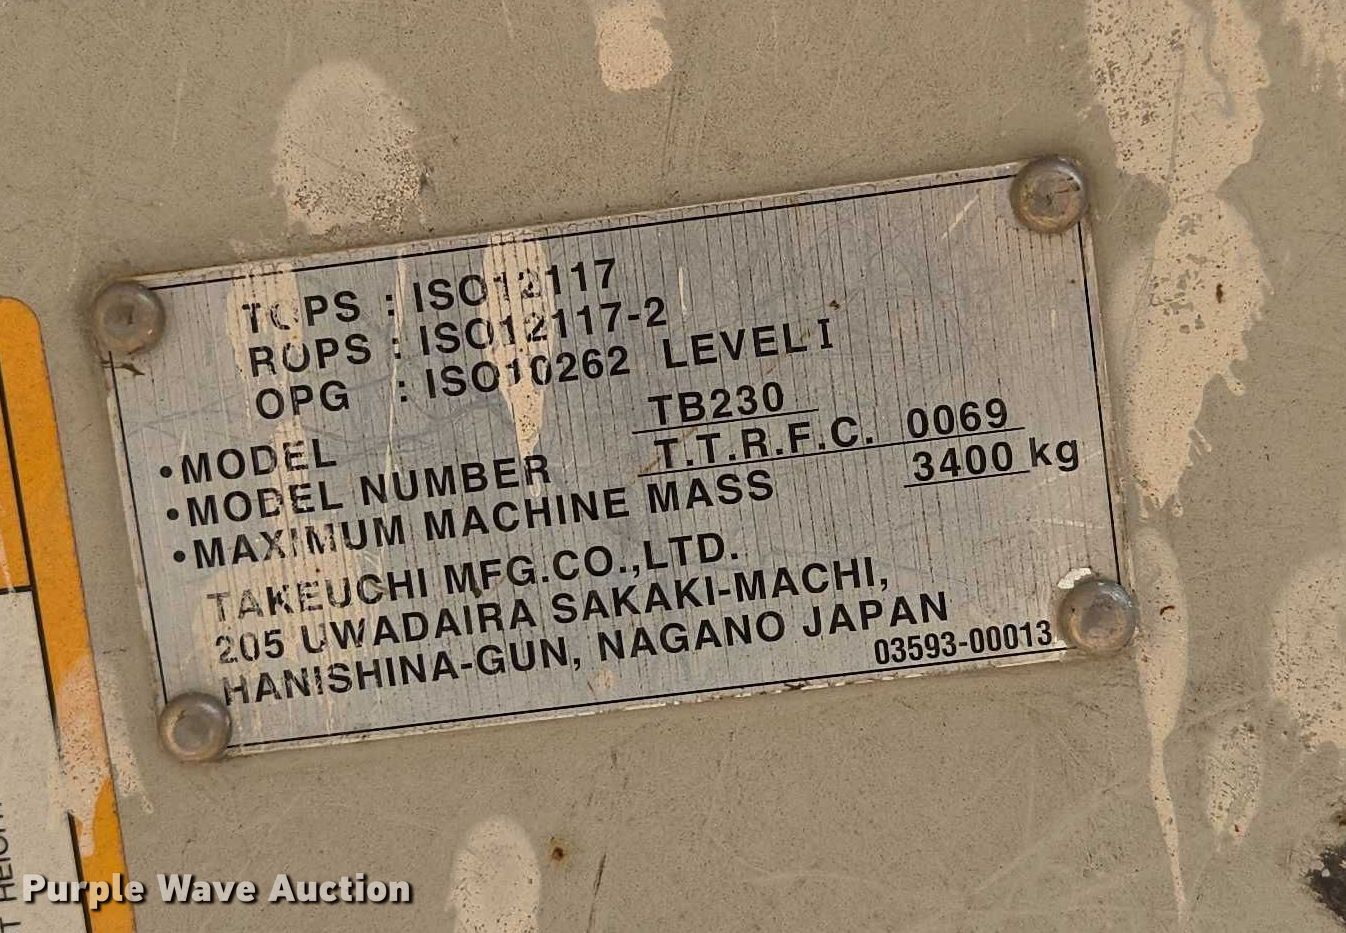 TOPS : ISO12117
ROPS : ISO12117-2
OPG : ISO10262 LEVEL I
•MODEL TB230
•MODEL NUMBER T.T.R.F.C. 0069
•MAXIMUM MACHINE MASS 3400 kg
TAKEUCHI MFG.CO.,LTD.
205 UWADAIRA SAKAKI-MACHI,
HANISHINA-GUN, NAGANO JAPAN
03593-00013
Purple Wave Auction